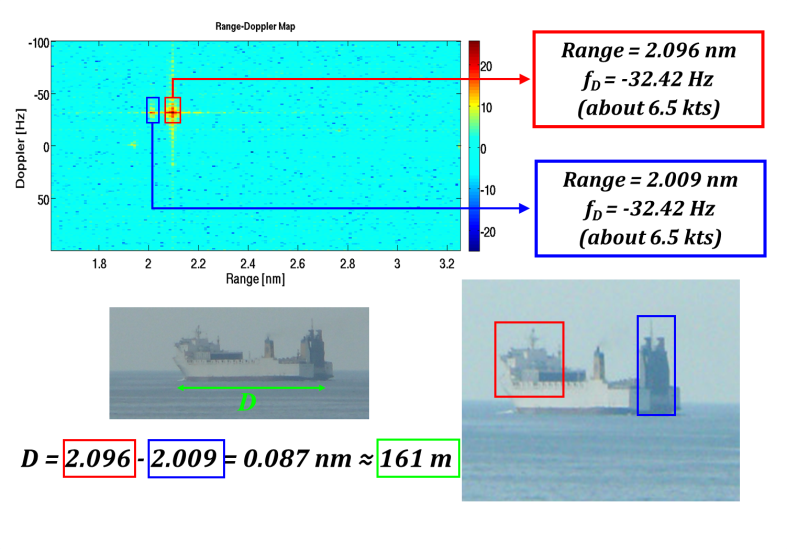 Range-Doppler Map
Range = 2.096 nm
f_D = -32.42 Hz
(about 6.5 kts)
Range = 2.009 nm
f_D = -32.42 Hz
(about 6.5 kts)
Doppler [Hz]
-100
-50
0
50
20
10
0
-10
-20
1.8 2 2.2 2.4 2.6 2.8 3 3.2
Range [nm]
D
D = 2.096 - 2.009 = 0.087 nm ≈ 161 m